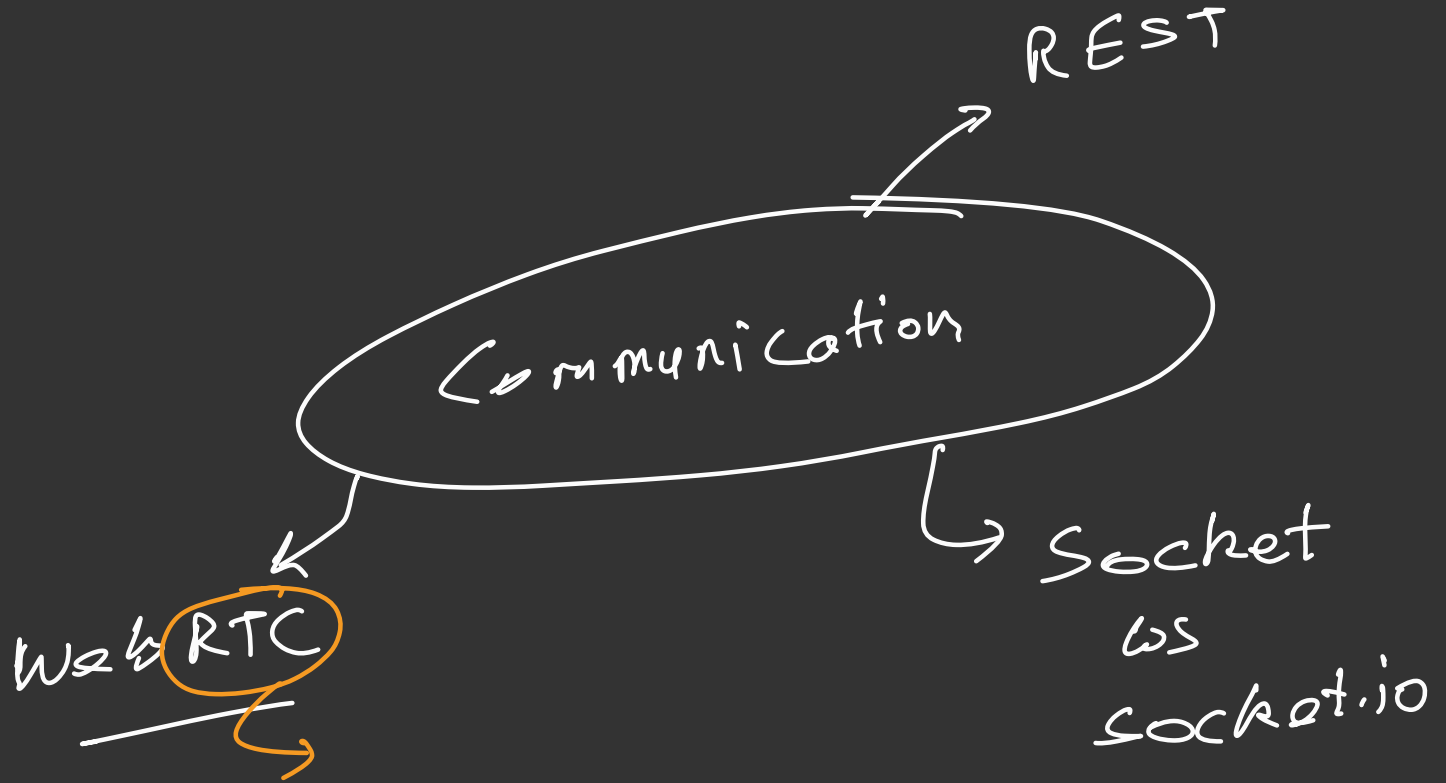 REST
Communication
WebRTC
Socket
ws
socket.io